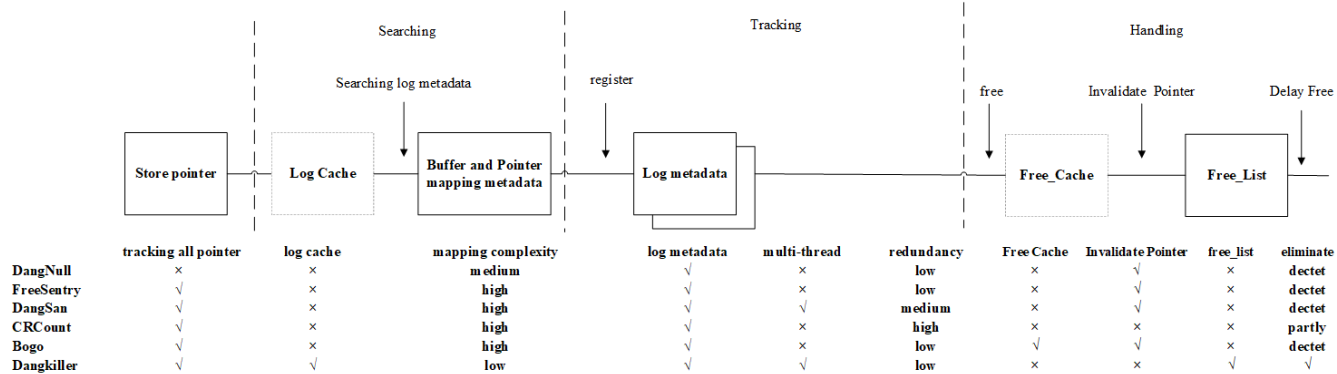 Searching
Tracking
Handling
Searching log metadata
register
free
Invalidate Pointer
Delay Free
Store pointer
Log Cache
Buffer and Pointer
mapping metadata
Log metadata
Free_Cache
Free_List
tracking all pointer log cache mapping complexity log metadata multi-thread redundancy Free Cache Invalidate Pointer free_list eliminate
DangNull × × medium √ × low × √ × dectet
FreeSentry √ × high √ × low × √ × dectet
DangSan √ × high √ √ medium × √ × dectet
CRCount √ × high √ × high × × × partly
Bogo √ × high √ × low √ √ × dectet
Dangkiller √ √ low √ √ low × × √ √